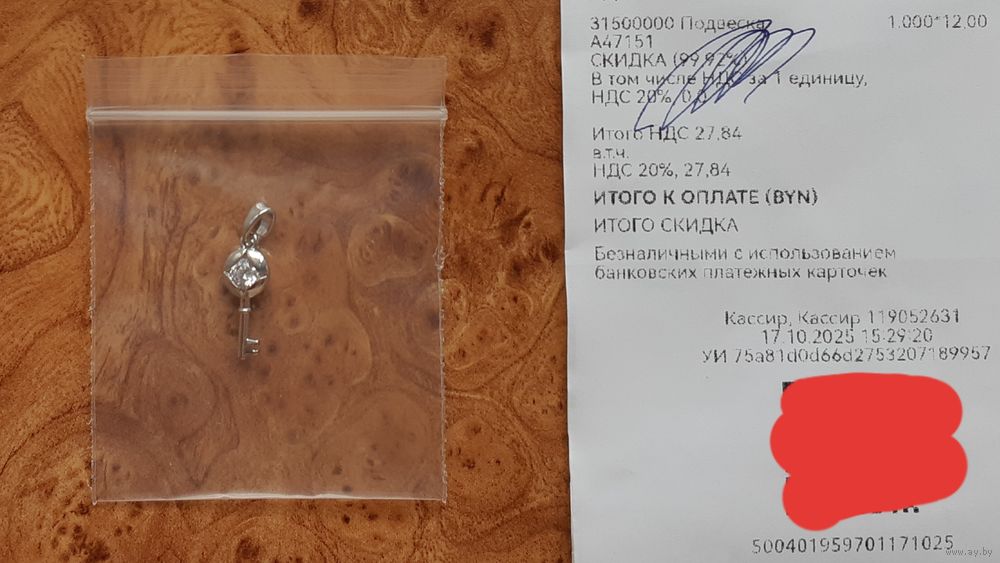 31500000 Подвеска 1.000*12,00
A47151
СКИДКА (99,92%)
В том числе НДС за 1 единицу,
НДС 20%, 0,0
Итого НДС 27,84
в.т.ч.
НДС 20%, 27,84
ИТОГО К ОПЛАТЕ (BYN)
ИТОГО СКИДКА
Безналичными с использованием
банковских платежных карточек
Кассир, Кассир 119052631
17.10.2025 15:29:20
УИ 75a81d0d66d2753207189957
500401959701171025
www.ay.by